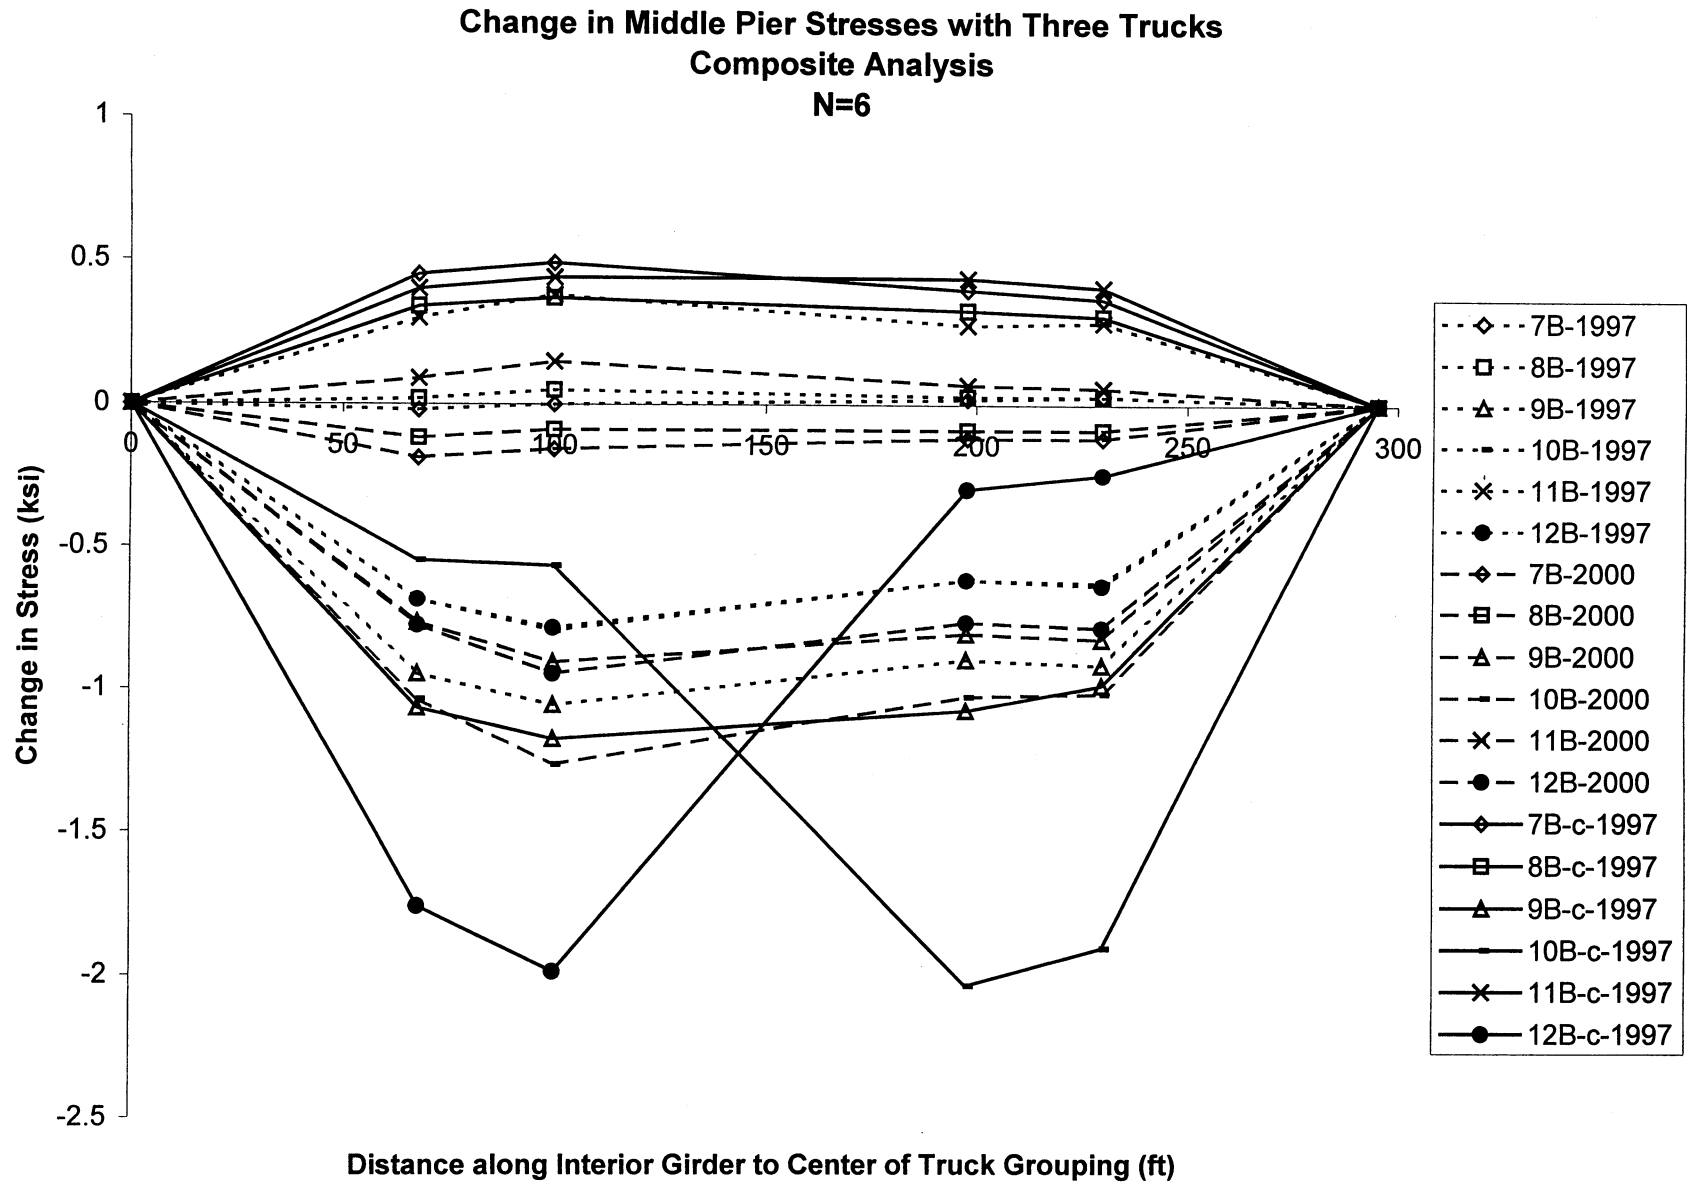 Change in Middle Pier Stresses with Three Trucks
Composite Analysis
N=6
1
0.5
0
-0.5
-1
-1.5
-2
-2.5
0
50
100
150
200
250
300
Change in Stress (ksi)
Distance along Interior Girder to Center of Truck Grouping (ft)
7B-1997
8B-1997
9B-1997
10B-1997
11B-1997
12B-1997
7B-2000
8B-2000
9B-2000
10B-2000
11B-2000
12B-2000
7B-c-1997
8B-c-1997
9B-c-1997
10B-c-1997
11B-c-1997
12B-c-1997